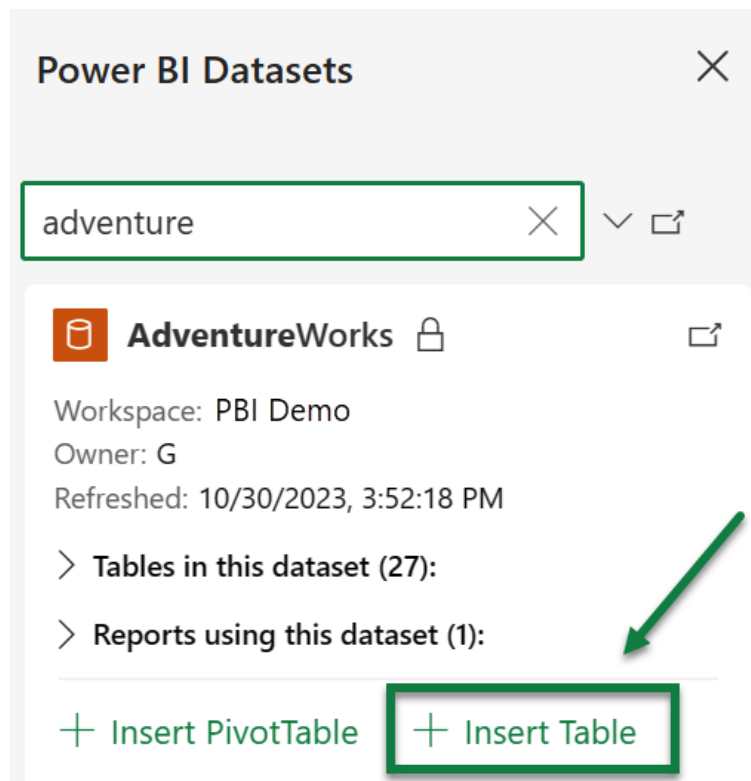 Power BI Datasets
adventure
AdventureWorks
Workspace: PBI Demo
Owner: G
Refreshed: 10/30/2023, 3:52:18 PM
Tables in this dataset (27):
Reports using this dataset (1):
Insert PivotTable Insert Table